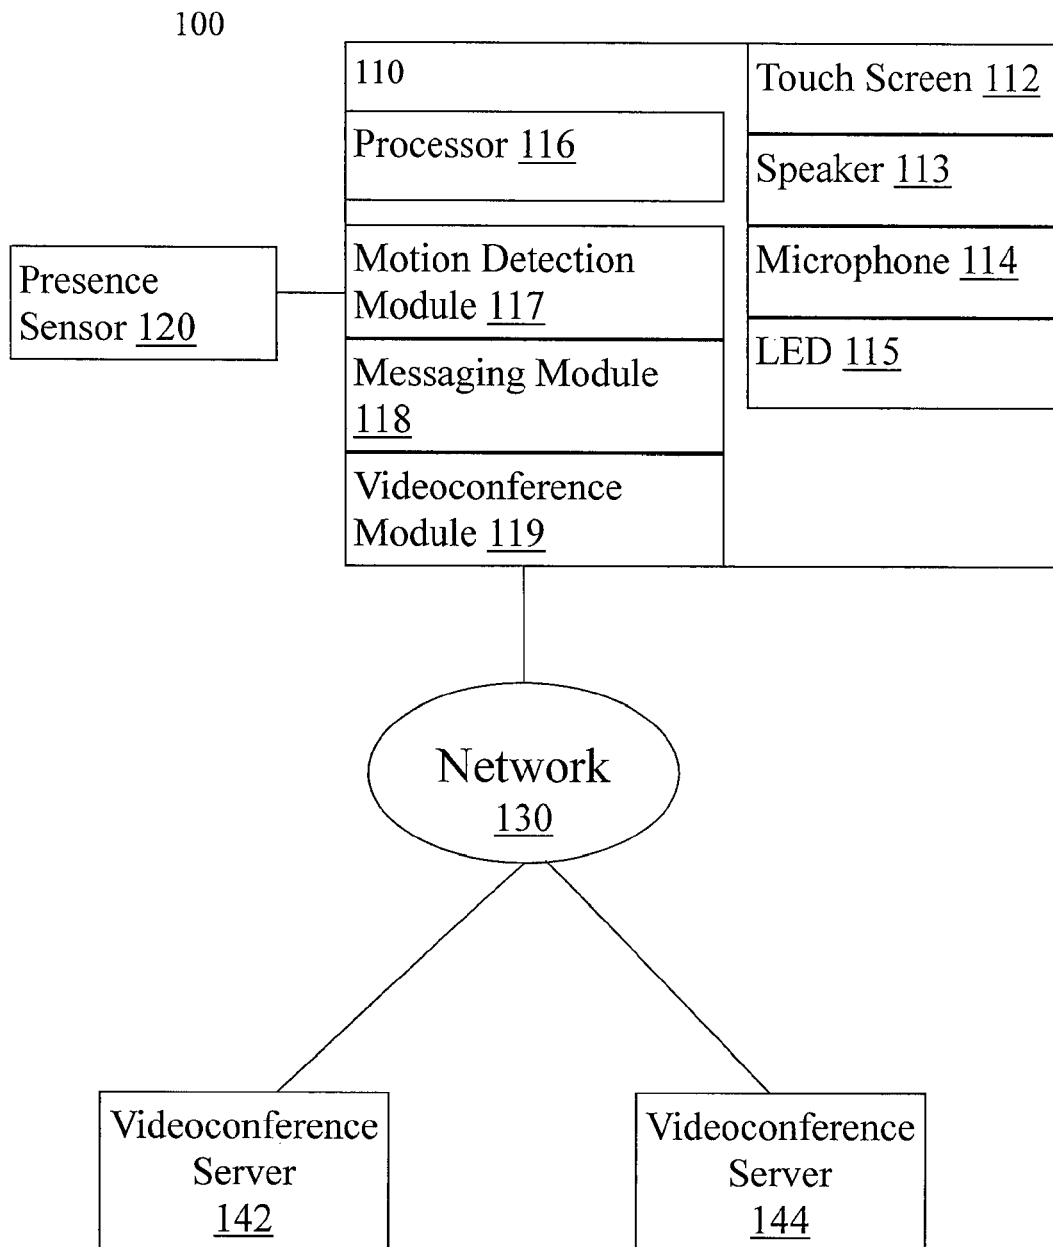 100
110
Processor 116
Motion Detection
Module 117
Messaging Module
118
Videoconference
Module 119
Touch Screen 112
Speaker 113
Microphone 114
LED 115
Presence
Sensor 120
Network
130
Videoconference
Server
142
Videoconference
Server
144